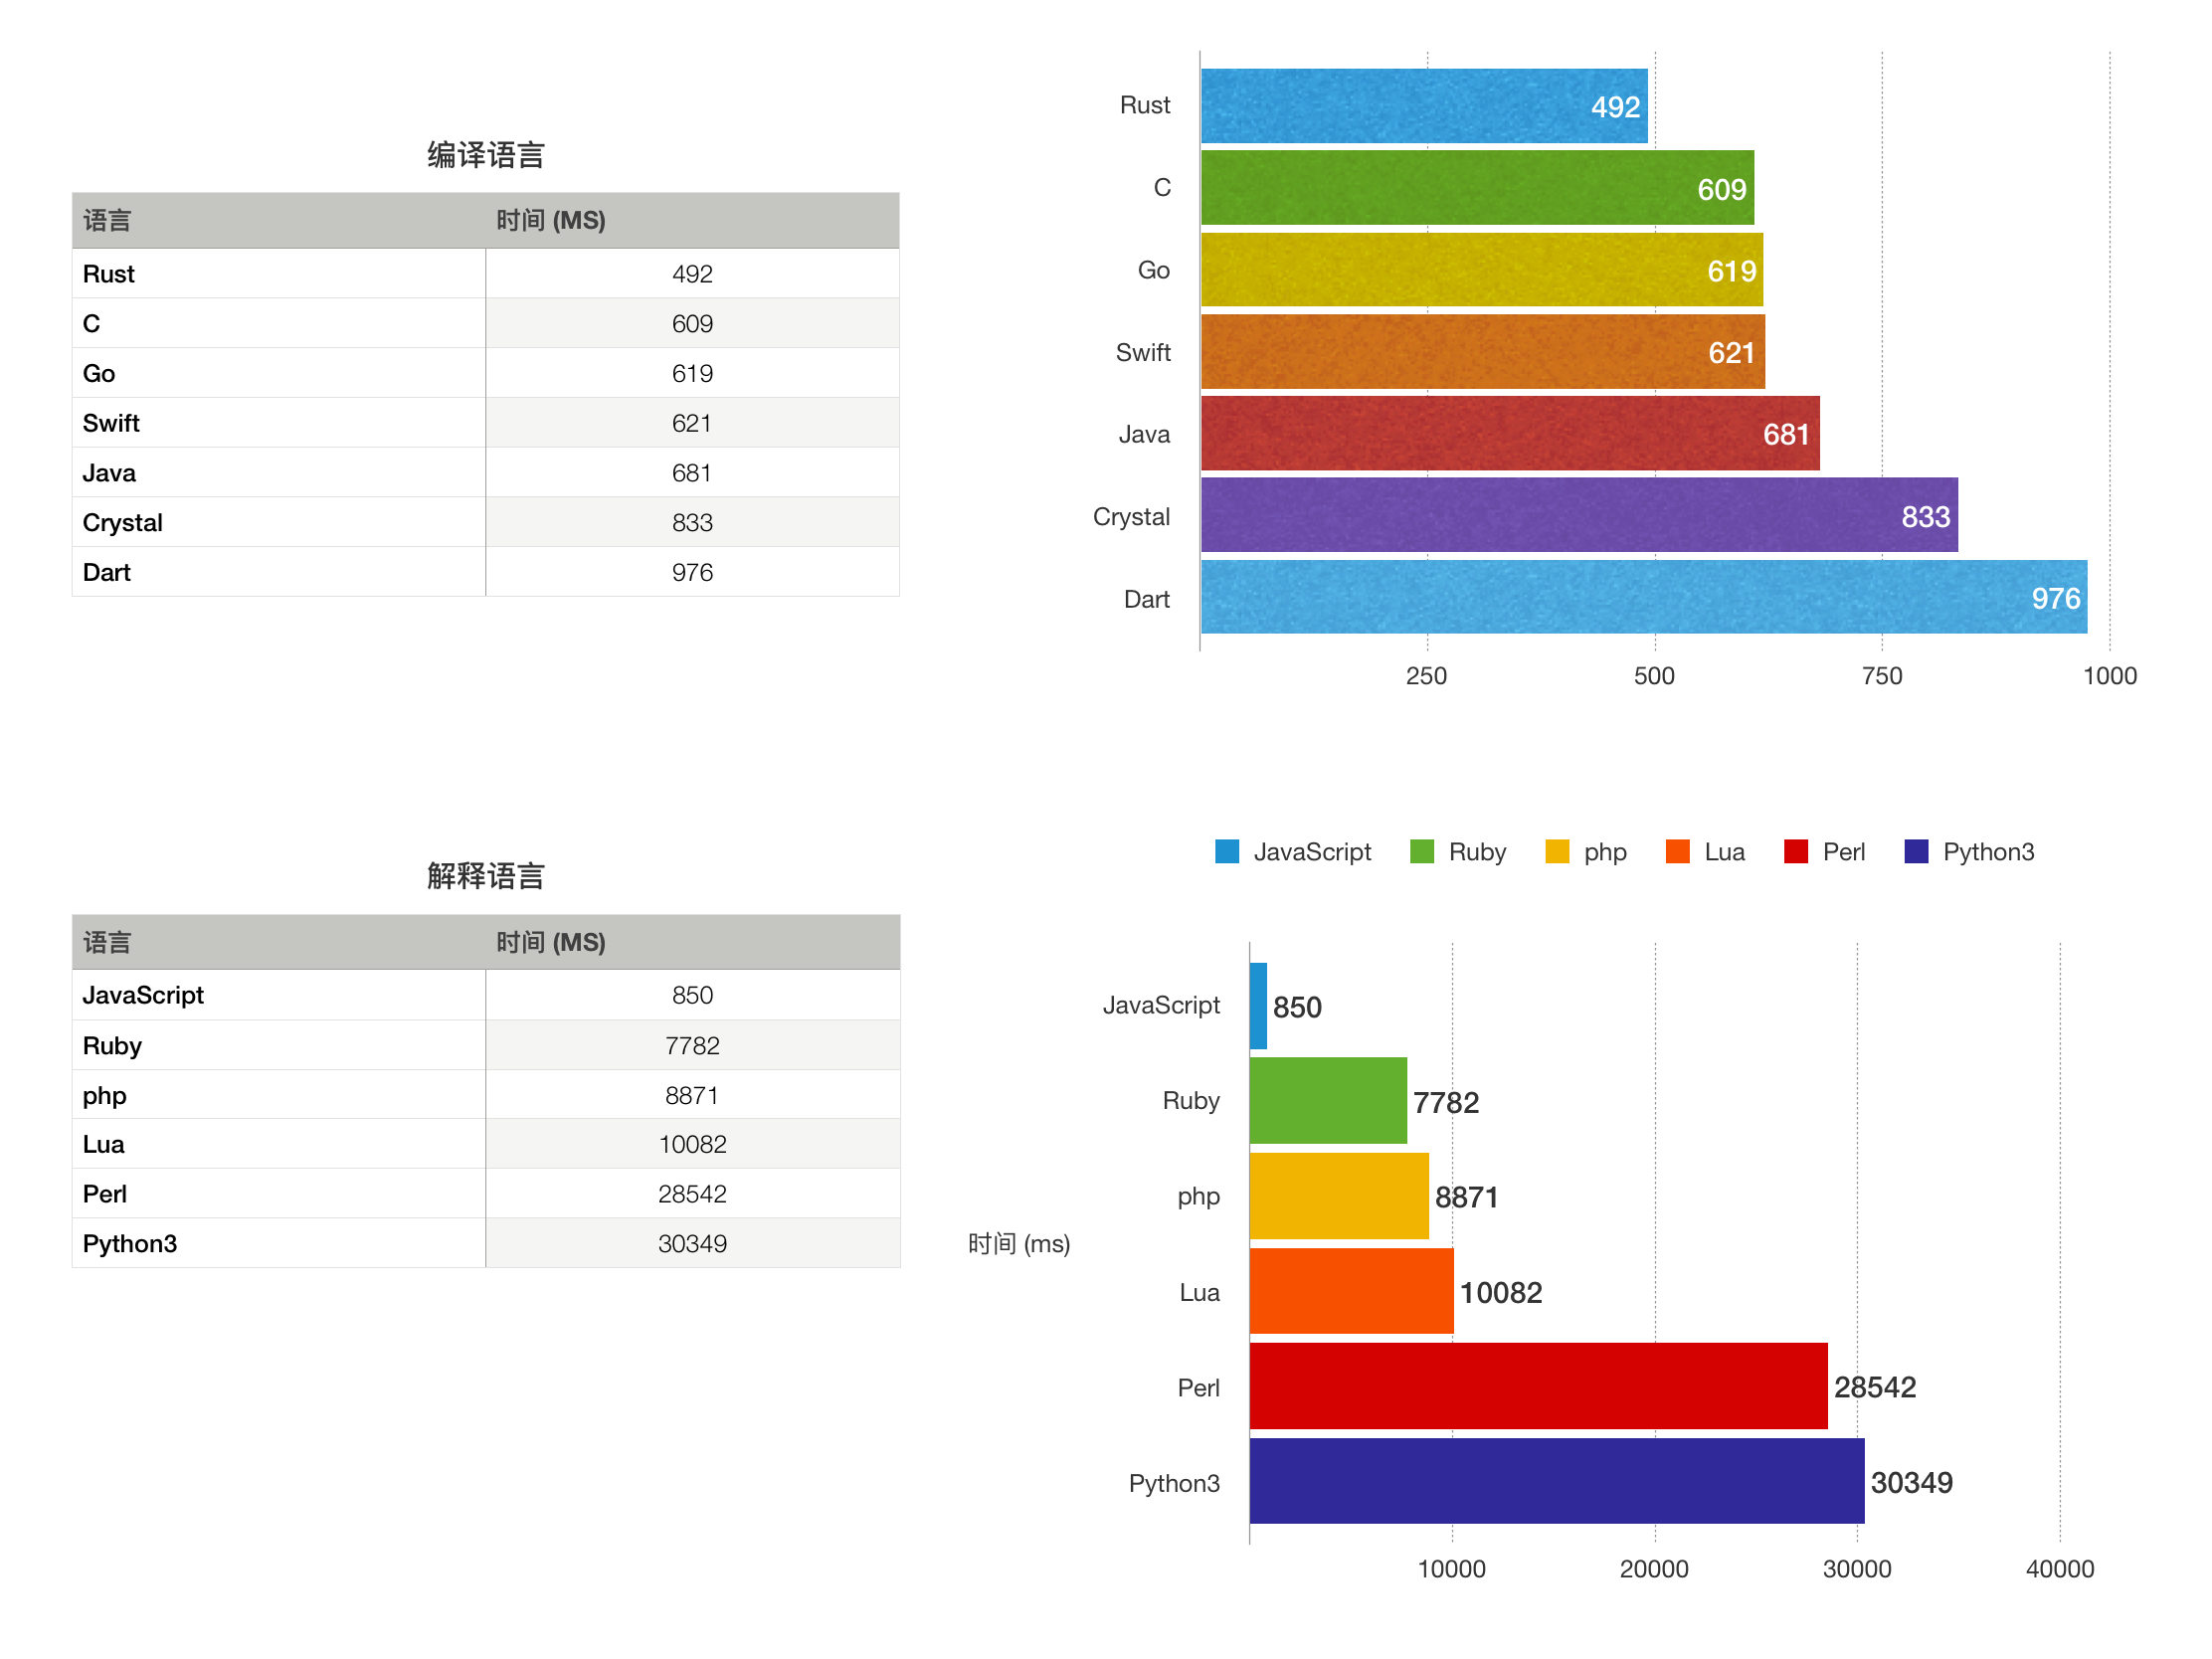 编译语言
语言 时间 (MS)
Rust 492
C 609
Go 619
Swift 621
Java 681
Crystal 833
Dart 976
Rust 492
C 609
Go 619
Swift 621
Java 681
Crystal 833
Dart 976
250 500 750 1000
解释语言
语言 时间 (MS)
JavaScript 850
Ruby 7782
php 8871
Lua 10082
Perl 28542
Python3 30349
JavaScript Ruby php Lua Perl Python3
时间 (ms)
JavaScript 850
Ruby 7782
php 8871
Lua 10082
Perl 28542
Python3 30349
10000 20000 30000 40000